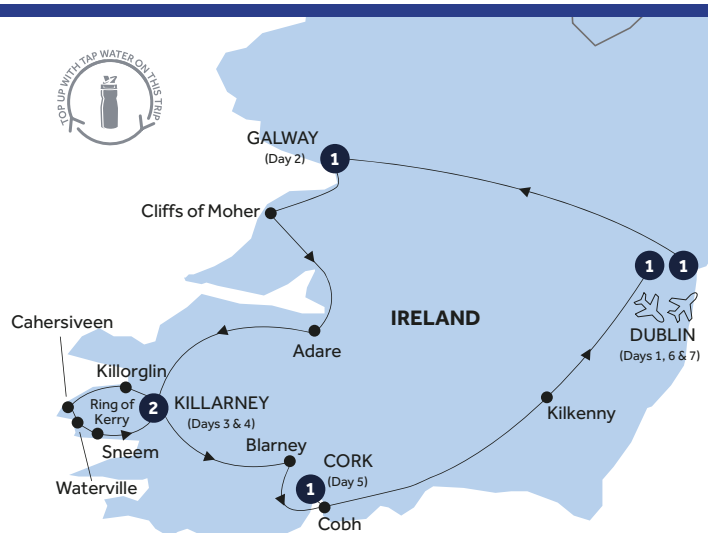 TOP UP WITH TAP WATER ON THIS TRIP
GALWAY
(Day 2)
1
Cliffs of Moher
1
1
IRELAND
DUBLIN
(Days 1, 6 & 7)
Cahersiveen
Adare
Killorglin
Ring of
Kerry
2
KILLARNEY
(Days 3 & 4)
Kilkenny
Sneem
Blarney
Waterville
CORK
1
(Day 5)
Cobh